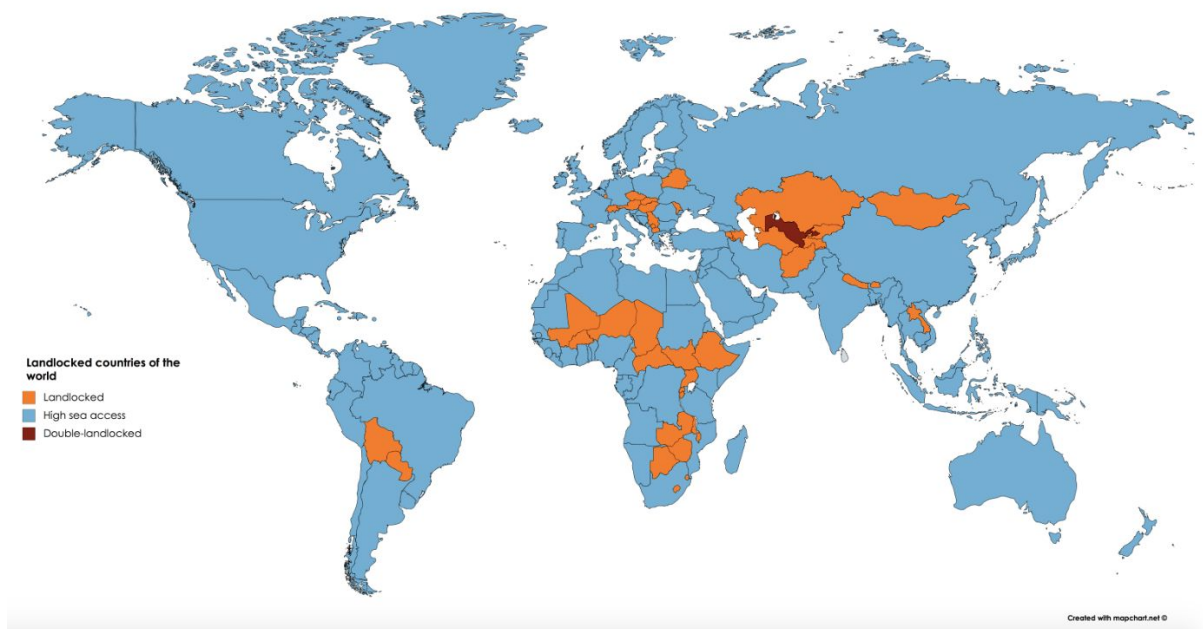 Landlocked countries of the
world
Landlocked
High sea access
Double-landlocked
Created with mapchart.net ©